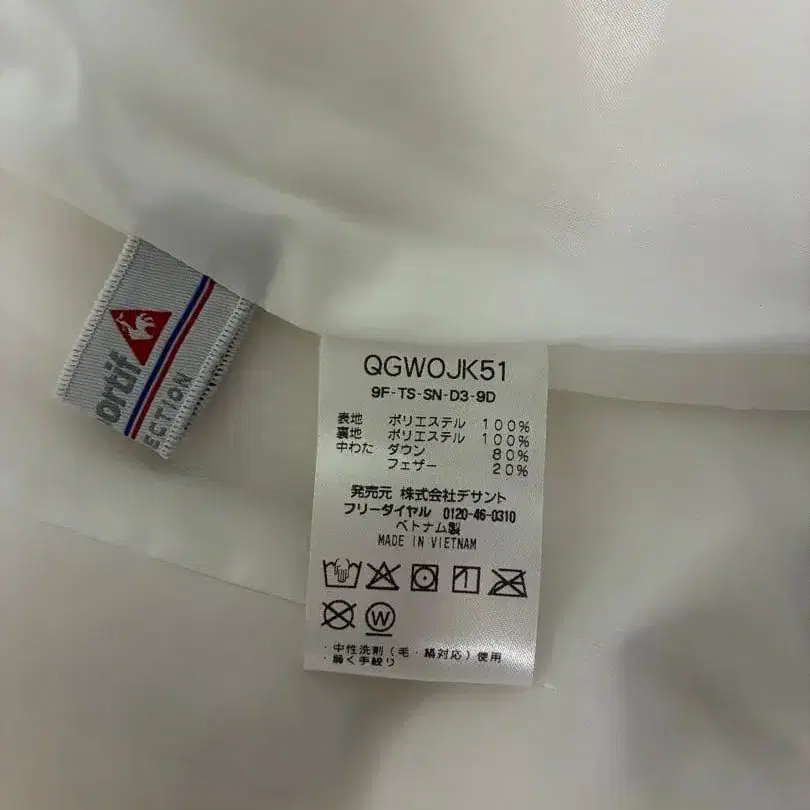 ortif
ECTION
QGWOJK51
9F-TS-SN-D3-9D
表地 ポリエステル 100%
裏地 ポリエステル 100%
中わた ダウン 80%
フェザー 20%
発売元 株式会社デサント
フリーダイヤル 0120-46-0310
ベトナム製
MADE IN VIETNAM
W
・中性洗剤(毛・絹対応)使用
・軽く手絞り